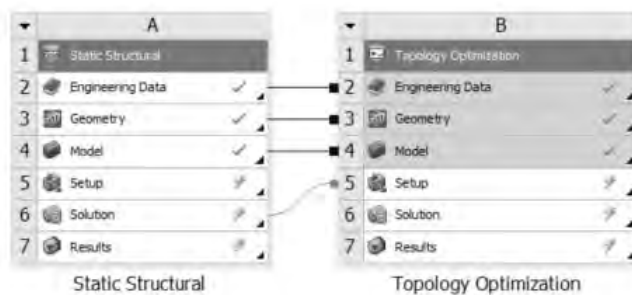 A
1 Static Structural
2 Engineering Data
3 Geometry
4 Model
5 Setup
6 Solution
7 Results
Static Structural
B
1 Topology Optimization
2 Engineering Data
3 Geometry
4 Model
5 Setup
6 Solution
7 Results
Topology Optimization